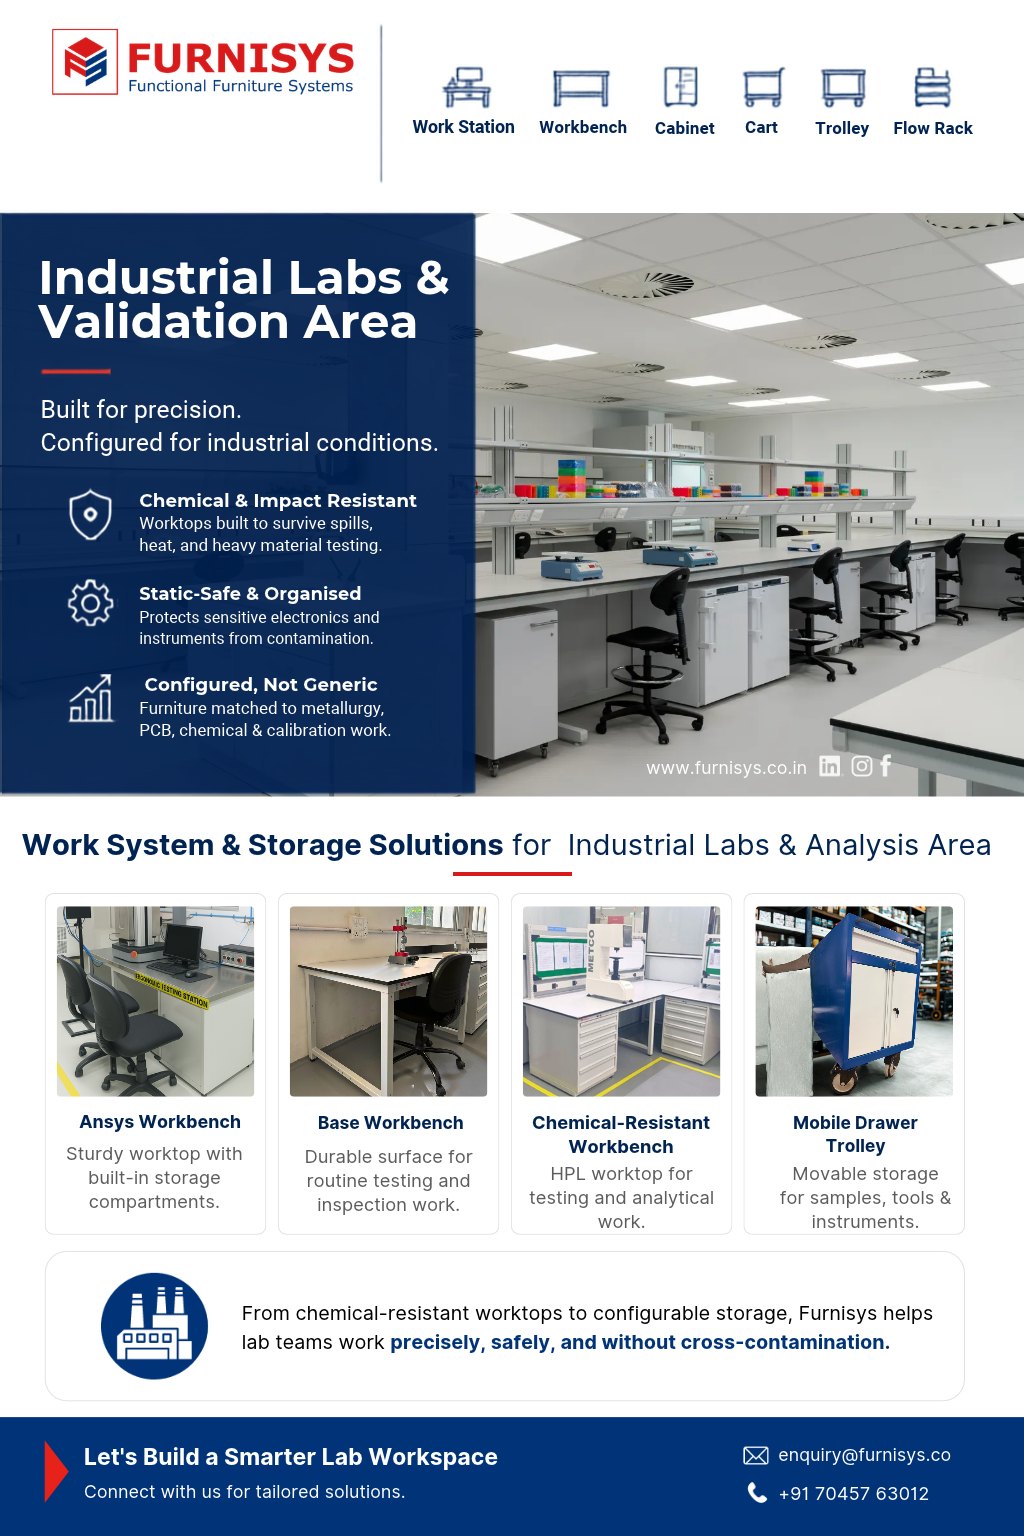 FURNISYS
Functional Furniture Systems
Work Station
Workbench
Cabinet
Cart
Trolley
Flow Rack
Industrial Labs &
Validation Area
Built for precision.
Configured for industrial conditions.
Chemical & Impact Resistant
Worktops built to survive spills,
heat, and heavy material testing.
Static-Safe & Organised
Protects sensitive electronics and
instruments from contamination.
Configured, Not Generic
Furniture matched to metallurgy,
PCB, chemical & calibration work.
www.furnisys.co.in
Work System & Storage Solutions for Industrial Labs & Analysis Area
ERGONOMIC TESTING STATION
METCO
Ansys Workbench
Sturdy worktop with
built-in storage
compartments.
Base Workbench
Durable surface for
routine testing and
inspection work.
Chemical-Resistant
Workbench
HPL worktop for
testing and analytical
work.
Mobile Drawer
Trolley
Movable storage
for samples, tools &
instruments.
From chemical-resistant worktops to configurable storage, Furnisys helps
lab teams work precisely, safely, and without cross-contamination.
Let's Build a Smarter Lab Workspace
Connect with us for tailored solutions.
enquiry@furnisys.co
+91 70457 63012